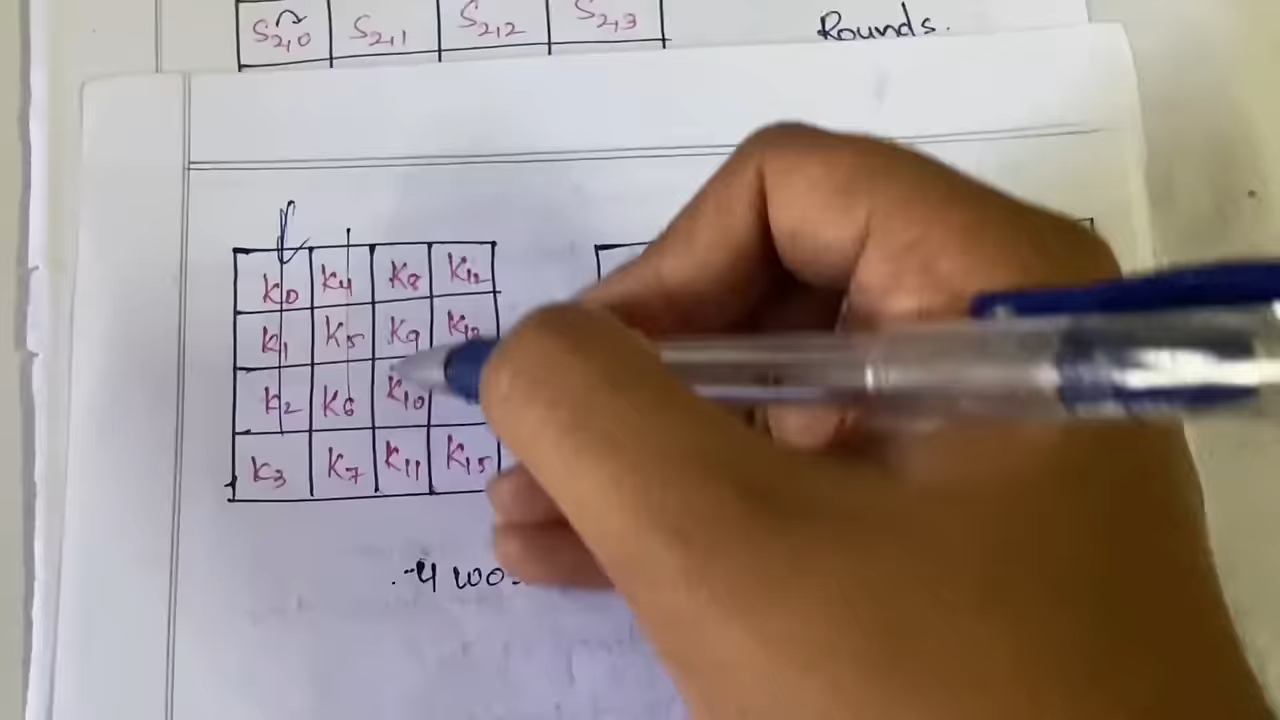 S2,0 S2,1 S2,2 S2,3
Rounds.
K0 K4 K8 K12
K1 K5 K9
K2 K6 K10
K3 K7 K11 K15
4